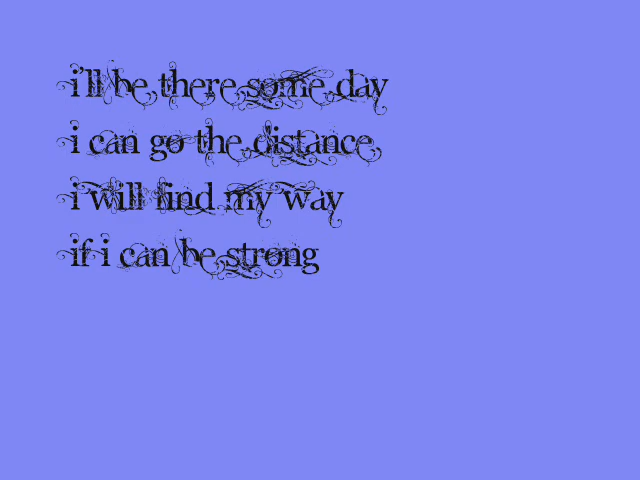 i'll be there some day
i can go the distance
i will find my way
if i can be strong